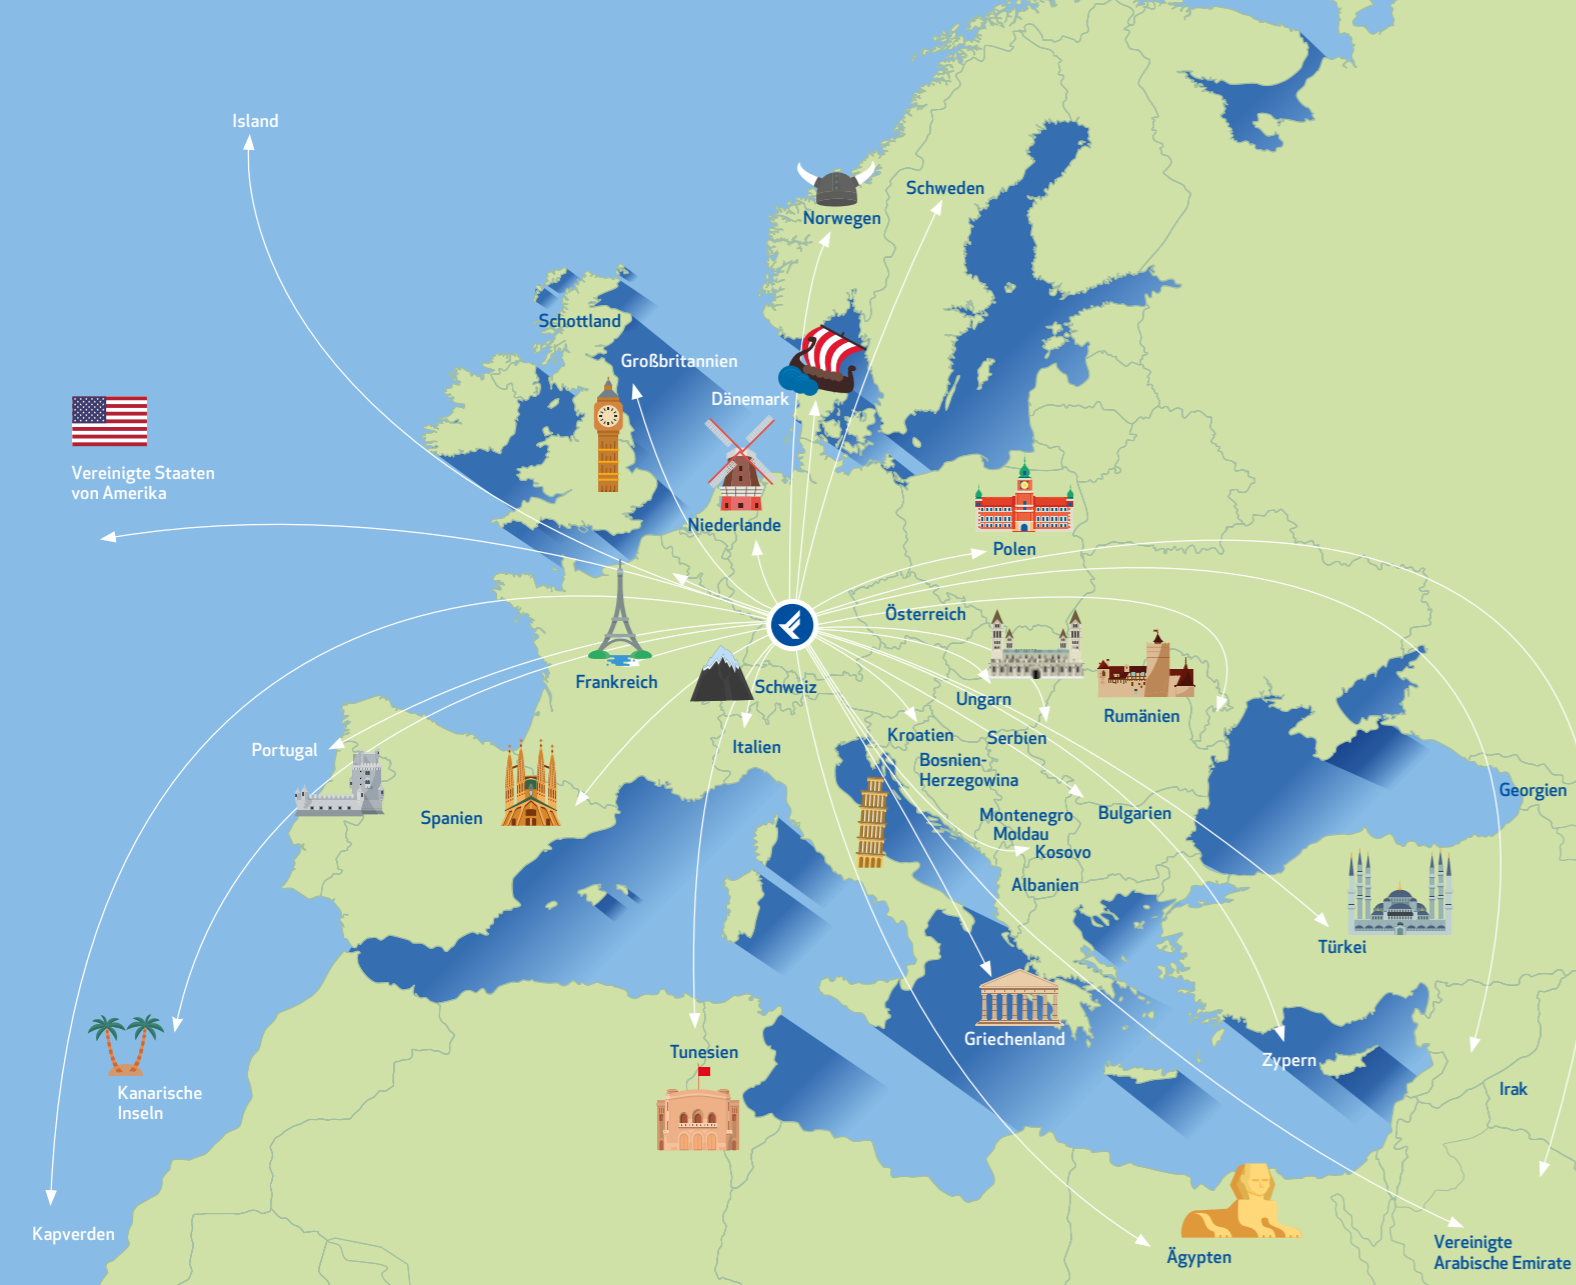 Island
Schweden
Norwegen
Schottland
Großbritannien
Dänemark
Vereinigte Staaten
von Amerika
Niederlande
Polen
Österreich
Frankreich
Schweiz
Ungarn
Rumänien
Portugal
Italien
Kroatien
Serbien
Bosnien-
Herzegowina
Georgien
Spanien
Montenegro
Bulgarien
Moldau
Kosovo
Albanien
Türkei
Griechenland
Tunesien
Zypern
Irak
Kanarische
Inseln
Kapverden
Ägypten
Vereinigte
Arabische Emirate